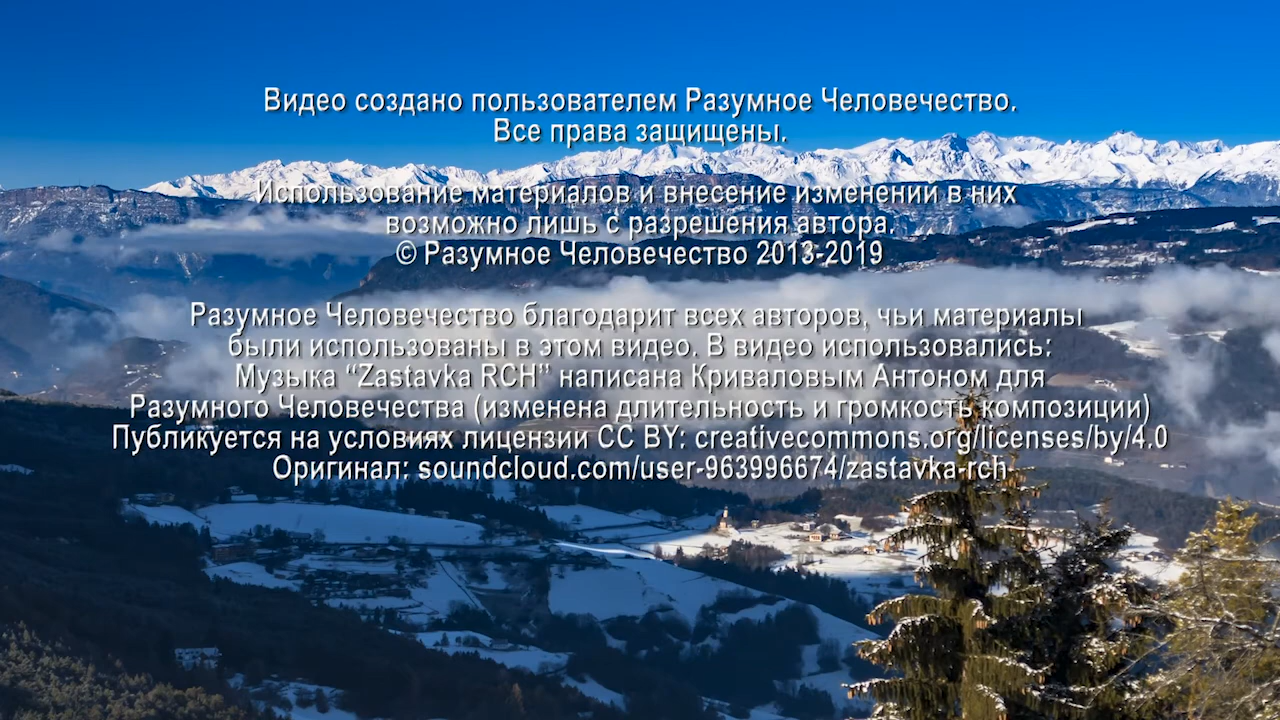 Видео создано пользователем Разумное Человечество.
Все права защищены.
Использование материалов и внесение изменений в них
возможно лишь с разрешения автора.
© Разумное Человечество 2013-2019
Разумное Человечество благодарит всех авторов, чьи материалы
были использованы в этом видео. В видео использовались:
Музыка “Zastavka RCH” написана Криваловым Антоном для
Разумного Человечества (изменена длительность и громкость композиции)
Публикуется на условиях лицензии CC BY: creativecommons.org/licenses/by/4.0
Оригинал: soundcloud.com/user-963996674/zastavka-rch